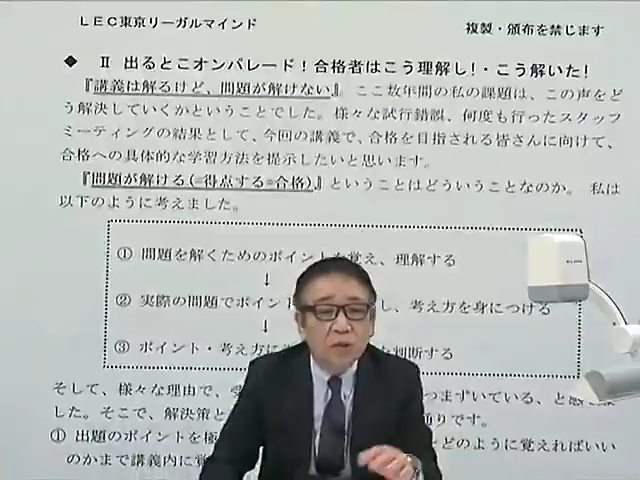 LEC東京リーガルマインド
複製・頒布を禁じます
❖ Ⅱ 出るとこオンパレード！合格者はこう理解し！・こう解いた！
『講義は解るけど、問題が解けない』 ここ数年間の私の課題は、この声をど
う解決していくかということでした。様々な試行錯誤、何度も行ったスタッフ
ミーティングの結果として、今回の講義で、合格を目指される皆さんに向けて、
合格への具体的な学習方法を提示したいと思います。
『問題が解ける(=得点する=合格)』ということはどういうことなのか。 私は
以下のように考えました。
① 問題を解くためのポイントを覚え、理解する
↓
② 実際の問題でポイント し、考え方を身につける
↓
③ ポイント・考え方に を判断する
そして、様々な理由で、 つまずいている、と
した。そこで、解決策と 通りです。
① 出題のポイントを どのように覚えればいい
のかまで講義内に